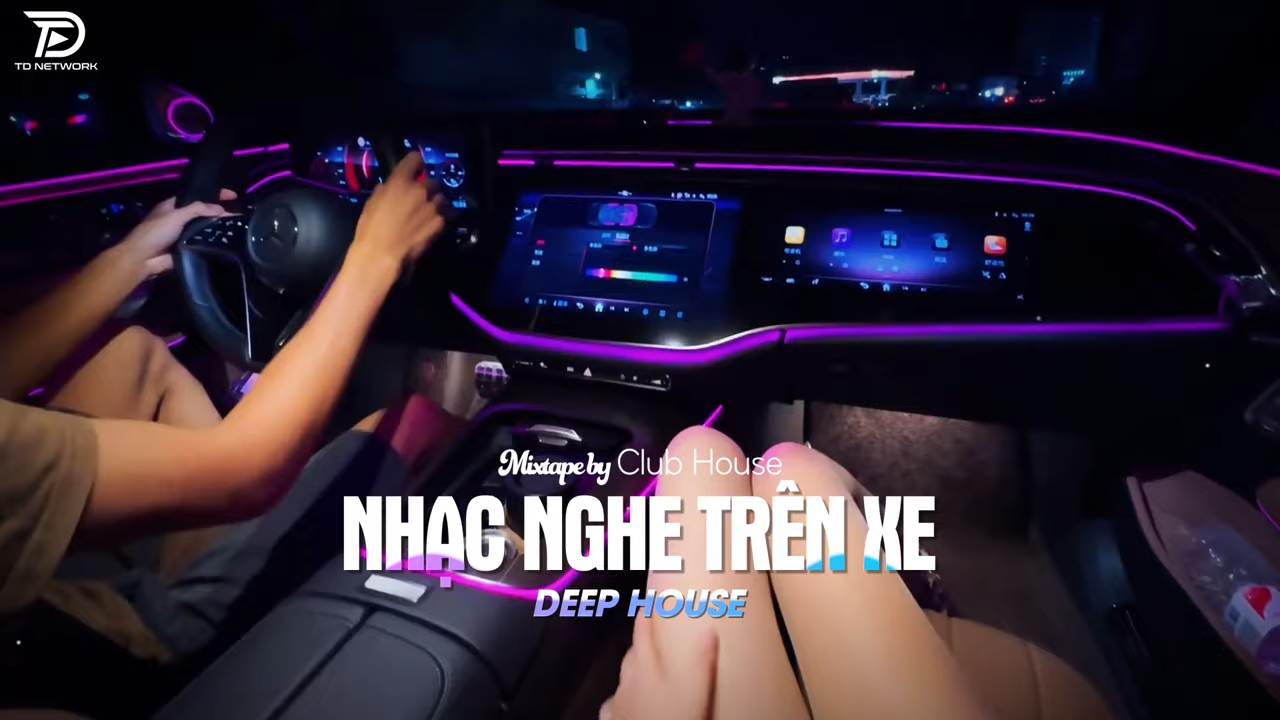 TD NETWORK
Mixtape by Club House
NHẠC NGHE TRÊN XE
DEEP HOUSE